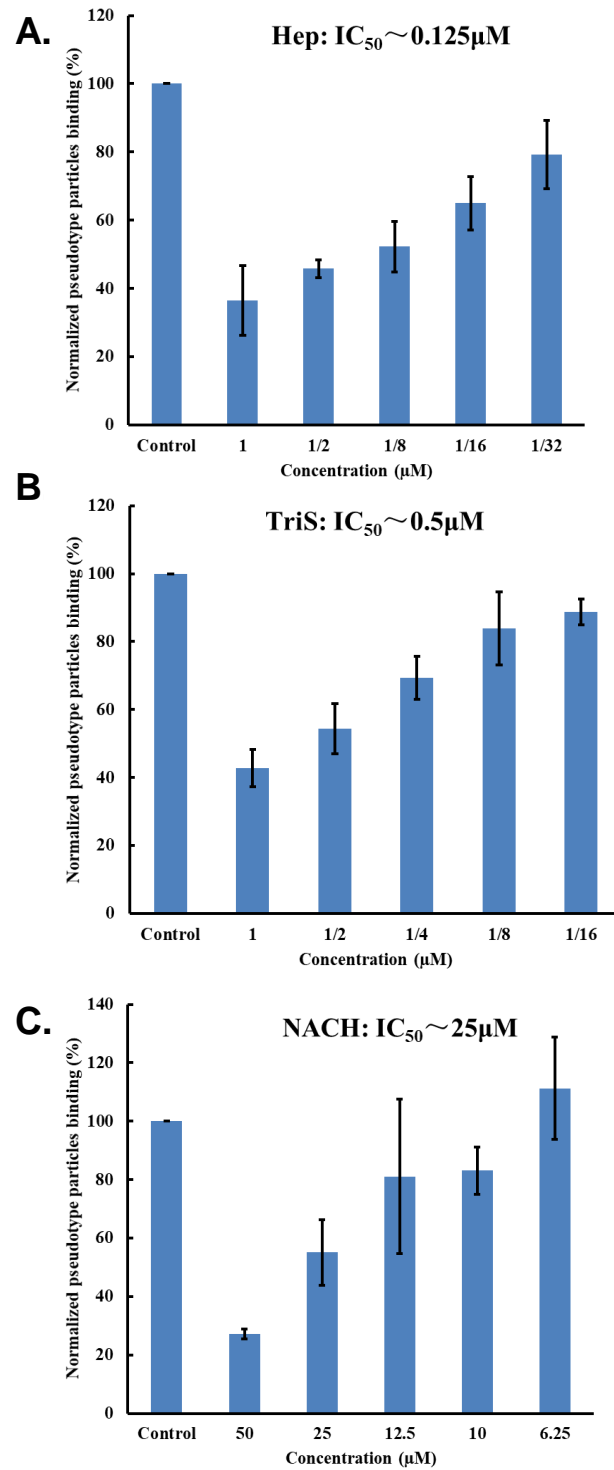 A.
Hep: IC50～0.125μM
Normalized pseudotype particles binding (%)
120
100
80
60
40
20
0
Control 1 1/2 1/8 1/16 1/32
Concentration (μM)
B
TriS: IC50～0.5μM
Normalized pseudotype particles binding (%)
120
100
80
60
40
20
0
Control 1 1/2 1/4 1/8 1/16
Concentration (μM)
C.
NACH: IC50～25μM
Normalized pseudotype particles binding (%)
140
120
100
80
60
40
20
0
Control 50 25 12.5 10 6.25
Concentration (μM)